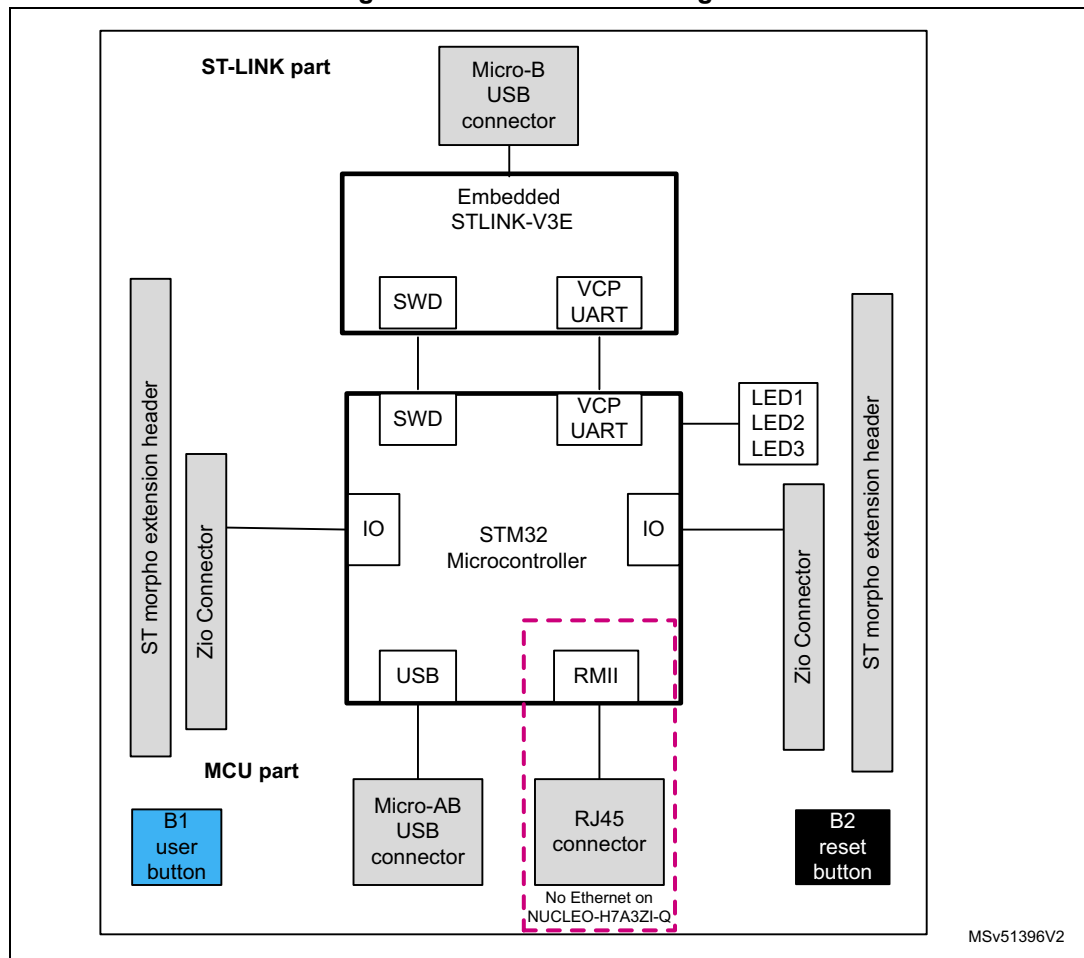 ST-LINK part
Micro-B
USB
connector
Embedded
STLINK-V3E
SWD
VCP
UART
SWD
VCP
UART
LED1
LED2
LED3
ST morpho extension header
Zio Connector
IO
STM32
Microcontroller
IO
Zio Connector
ST morpho extension header
USB
RMII
MCU part
B1
user
button
Micro-AB
USB
connector
RJ45
connector
B2
reset
button
No Ethernet on
NUCLEO-H7A3ZI-Q
MSv51396V2